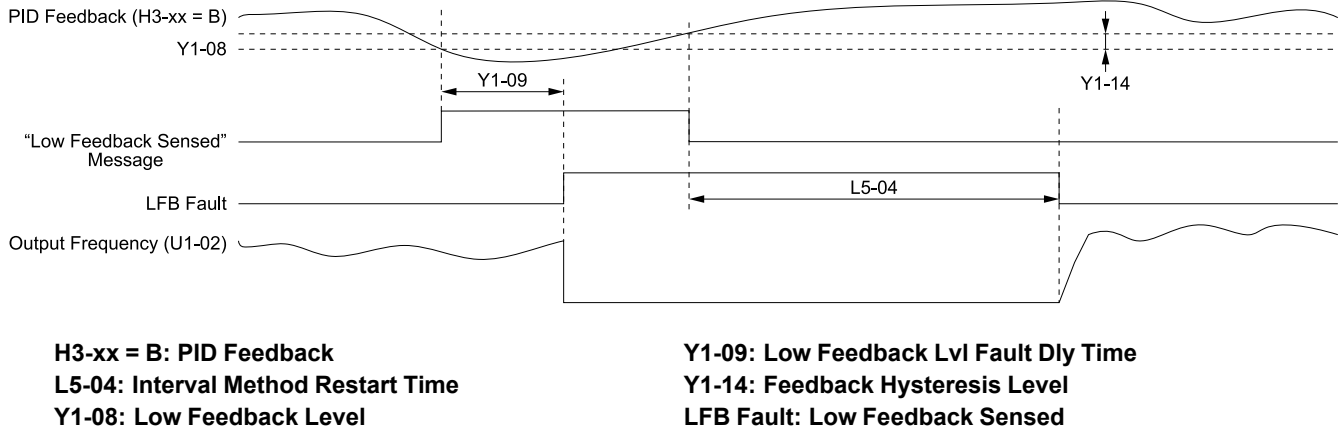 PID Feedback (H3-xx = B)
Y1-08
Y1-09
Y1-14
“Low Feedback Sensed”
Message
L5-04
LFB Fault
Output Frequency (U1-02)
H3-xx = B: PID Feedback
L5-04: Interval Method Restart Time
Y1-08: Low Feedback Level
Y1-09: Low Feedback Lvl Fault Dly Time
Y1-14: Feedback Hysteresis Level
LFB Fault: Low Feedback Sensed